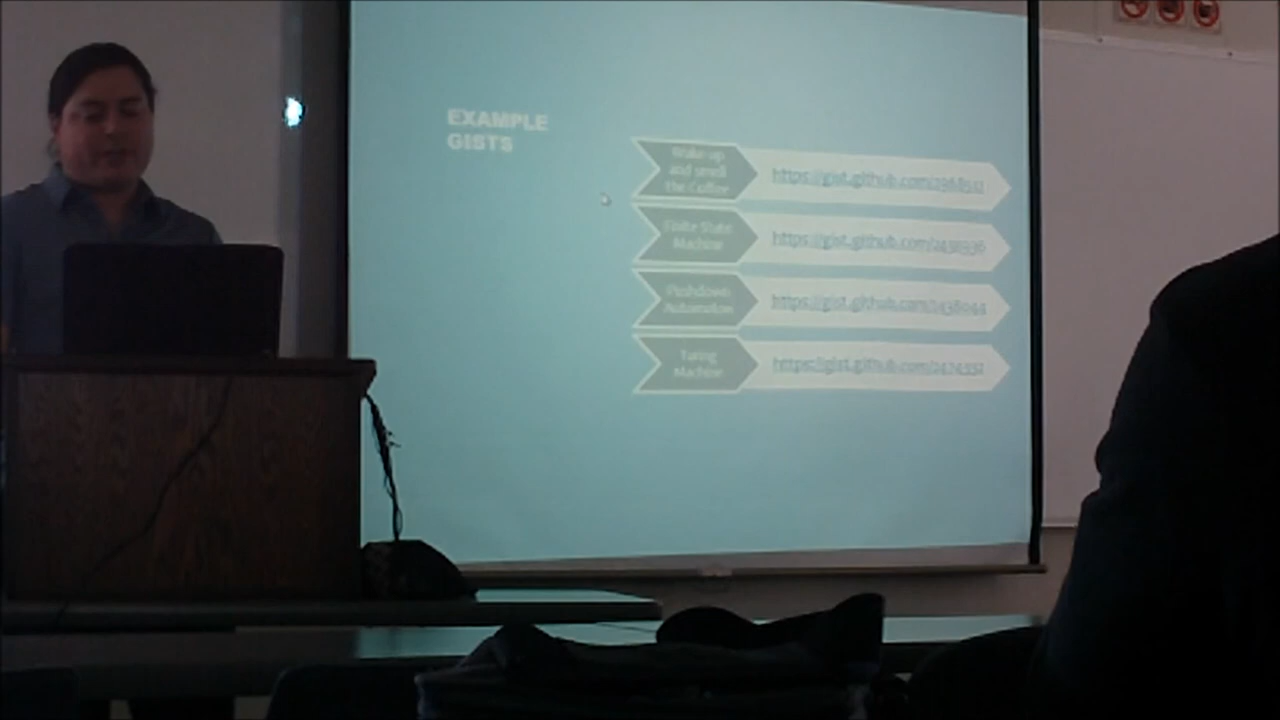 EXAMPLE
GISTS
Wake up
and smell
the Coffee
https://gist.github.com/
Finite State
Machine
https://gist.github.com/
Pushdown
Automaton
https://gist.github.com/
Turing
Machine
https://gist.github.com/